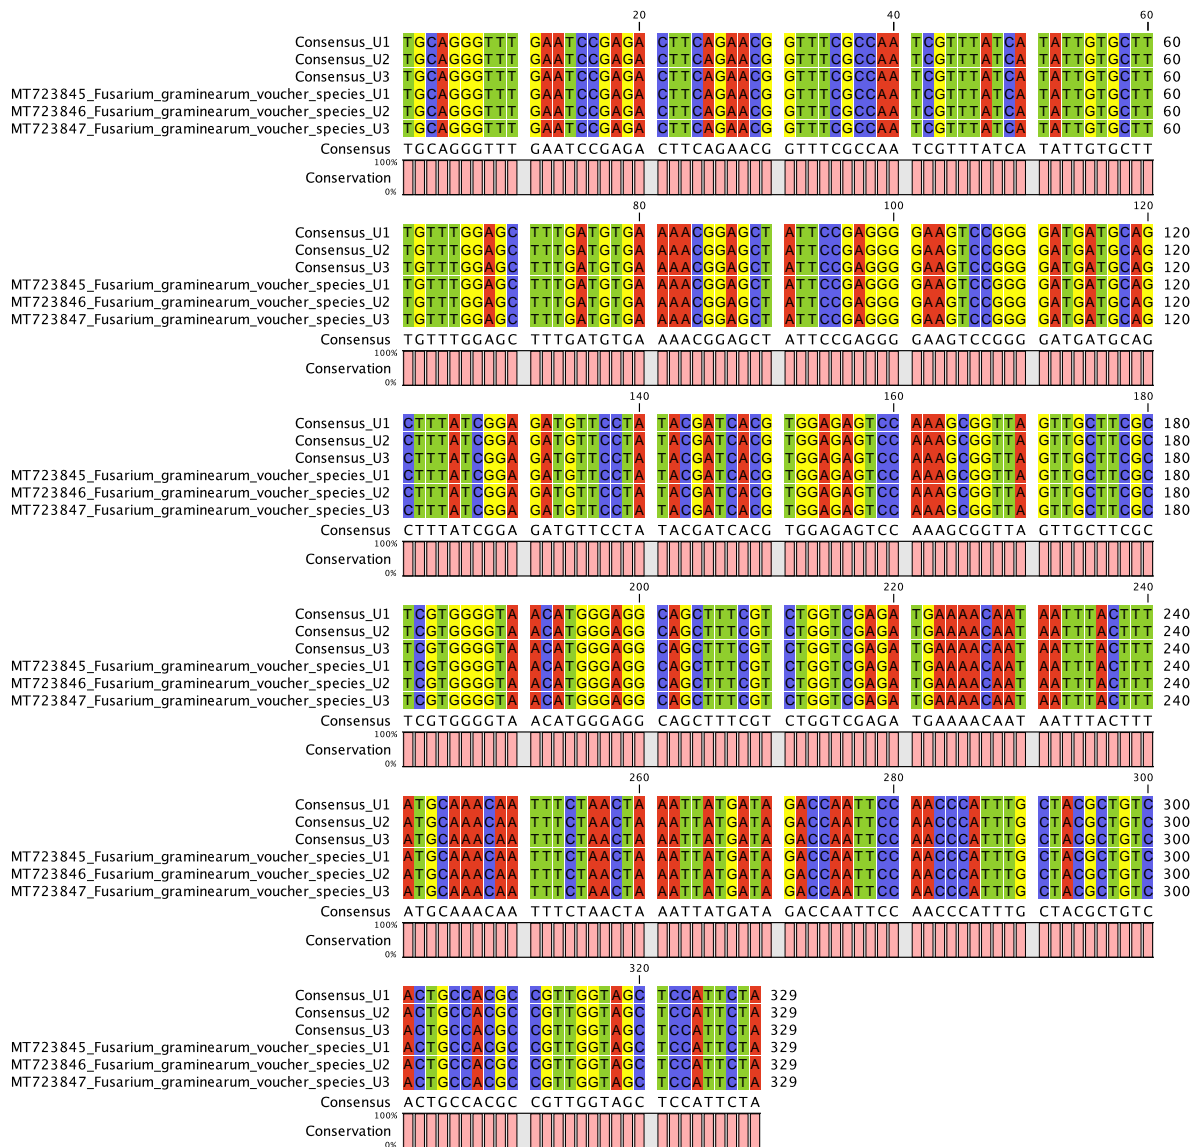 20 40 60
Consensus_U1 TGCAGGGTTT GAATCCGAGA CTTCAGAACG GTTTCGCCAA TCGTTTATCA TATTGTGCTT 60
Consensus_U2 TGCAGGGTTT GAATCCGAGA CTTCAGAACG GTTTCGCCAA TCGTTTATCA TATTGTGCTT 60
Consensus_U3 TGCAGGGTTT GAATCCGAGA CTTCAGAACG GTTTCGCCAA TCGTTTATCA TATTGTGCTT 60
MT723845_Fusarium_graminearum_voucher_species_U1 TGCAGGGTTT GAATCCGAGA CTTCAGAACG GTTTCGCCAA TCGTTTATCA TATTGTGCTT 60
MT723846_Fusarium_graminearum_voucher_species_U2 TGCAGGGTTT GAATCCGAGA CTTCAGAACG GTTTCGCCAA TCGTTTATCA TATTGTGCTT 60
MT723847_Fusarium_graminearum_voucher_species_U3 TGCAGGGTTT GAATCCGAGA CTTCAGAACG GTTTCGCCAA TCGTTTATCA TATTGTGCTT 60
Consensus TGCAGGGTTT GAATCCGAGA CTTCAGAACG GTTTCGCCAA TCGTTTATCA TATTGTGCTT
100%
Conservation
0%
80 100 120
Consensus_U1 TGTTTGGAGC TTTGATGTGA AAACGGAGCT ATTCCGAGGG GAAGTCCGGG GATGATGCAG 120
Consensus_U2 TGTTTGGAGC TTTGATGTGA AAACGGAGCT ATTCCGAGGG GAAGTCCGGG GATGATGCAG 120
Consensus_U3 TGTTTGGAGC TTTGATGTGA AAACGGAGCT ATTCCGAGGG GAAGTCCGGG GATGATGCAG 120
MT723845_Fusarium_graminearum_voucher_species_U1 TGTTTGGAGC TTTGATGTGA AAACGGAGCT ATTCCGAGGG GAAGTCCGGG GATGATGCAG 120
MT723846_Fusarium_graminearum_voucher_species_U2 TGTTTGGAGC TTTGATGTGA AAACGGAGCT ATTCCGAGGG GAAGTCCGGG GATGATGCAG 120
MT723847_Fusarium_graminearum_voucher_species_U3 TGTTTGGAGC TTTGATGTGA AAACGGAGCT ATTCCGAGGG GAAGTCCGGG GATGATGCAG 120
Consensus TGTTTGGAGC TTTGATGTGA AAACGGAGCT ATTCCGAGGG GAAGTCCGGG GATGATGCAG
100%
Conservation
0%
140 160 180
Consensus_U1 CTTTATCGGA GATGTTCCTA TACGATCACG TGGAGAGTCC AAAGCGGTTA GTTGCTTCGC 180
Consensus_U2 CTTTATCGGA GATGTTCCTA TACGATCACG TGGAGAGTCC AAAGCGGTTA GTTGCTTCGC 180
Consensus_U3 CTTTATCGGA GATGTTCCTA TACGATCACG TGGAGAGTCC AAAGCGGTTA GTTGCTTCGC 180
MT723845_Fusarium_graminearum_voucher_species_U1 CTTTATCGGA GATGTTCCTA TACGATCACG TGGAGAGTCC AAAGCGGTTA GTTGCTTCGC 180
MT723846_Fusarium_graminearum_voucher_species_U2 CTTTATCGGA GATGTTCCTA TACGATCACG TGGAGAGTCC AAAGCGGTTA GTTGCTTCGC 180
MT723847_Fusarium_graminearum_voucher_species_U3 CTTTATCGGA GATGTTCCTA TACGATCACG TGGAGAGTCC AAAGCGGTTA GTTGCTTCGC 180
Consensus CTTTATCGGA GATGTTCCTA TACGATCACG TGGAGAGTCC AAAGCGGTTA GTTGCTTCGC
100%
Conservation
0%
200 220 240
Consensus_U1 TCGTGGGGTA ACATGGGAGG CAGCTTTCGT CTGGTCGAGA TGAAAACAAT AATTTACTTT 240
Consensus_U2 TCGTGGGGTA ACATGGGAGG CAGCTTTCGT CTGGTCGAGA TGAAAACAAT AATTTACTTT 240
Consensus_U3 TCGTGGGGTA ACATGGGAGG CAGCTTTCGT CTGGTCGAGA TGAAAACAAT AATTTACTTT 240
MT723845_Fusarium_graminearum_voucher_species_U1 TCGTGGGGTA ACATGGGAGG CAGCTTTCGT CTGGTCGAGA TGAAAACAAT AATTTACTTT 240
MT723846_Fusarium_graminearum_voucher_species_U2 TCGTGGGGTA ACATGGGAGG CAGCTTTCGT CTGGTCGAGA TGAAAACAAT AATTTACTTT 240
MT723847_Fusarium_graminearum_voucher_species_U3 TCGTGGGGTA ACATGGGAGG CAGCTTTCGT CTGGTCGAGA TGAAAACAAT AATTTACTTT 240
Consensus TCGTGGGGTA ACATGGGAGG CAGCTTTCGT CTGGTCGAGA TGAAAACAAT AATTTACTTT
100%
Conservation
0%
260 280 300
Consensus_U1 ATGCAAACAA TTTCTAACTA AATTATGATA GACCAATTCC AACCCATTTG CTACGCTGTC 300
Consensus_U2 ATGCAAACAA TTTCTAACTA AATTATGATA GACCAATTCC AACCCATTTG CTACGCTGTC 300
Consensus_U3 ATGCAAACAA TTTCTAACTA AATTATGATA GACCAATTCC AACCCATTTG CTACGCTGTC 300
MT723845_Fusarium_graminearum_voucher_species_U1 ATGCAAACAA TTTCTAACTA AATTATGATA GACCAATTCC AACCCATTTG CTACGCTGTC 300
MT723846_Fusarium_graminearum_voucher_species_U2 ATGCAAACAA TTTCTAACTA AATTATGATA GACCAATTCC AACCCATTTG CTACGCTGTC 300
MT723847_Fusarium_graminearum_voucher_species_U3 ATGCAAACAA TTTCTAACTA AATTATGATA GACCAATTCC AACCCATTTG CTACGCTGTC 300
Consensus ATGCAAACAA TTTCTAACTA AATTATGATA GACCAATTCC AACCCATTTG CTACGCTGTC
100%
Conservation
0%
320
Consensus_U1 ACTGCCACGC CGTTGGTAGC TCCATTCTA 329
Consensus_U2 ACTGCCACGC CGTTGGTAGC TCCATTCTA 329
Consensus_U3 ACTGCCACGC CGTTGGTAGC TCCATTCTA 329
MT723845_Fusarium_graminearum_voucher_species_U1 ACTGCCACGC CGTTGGTAGC TCCATTCTA 329
MT723846_Fusarium_graminearum_voucher_species_U2 ACTGCCACGC CGTTGGTAGC TCCATTCTA 329
MT723847_Fusarium_graminearum_voucher_species_U3 ACTGCCACGC CGTTGGTAGC TCCATTCTA 329
Consensus ACTGCCACGC CGTTGGTAGC TCCATTCTA
100%
Conservation
0%